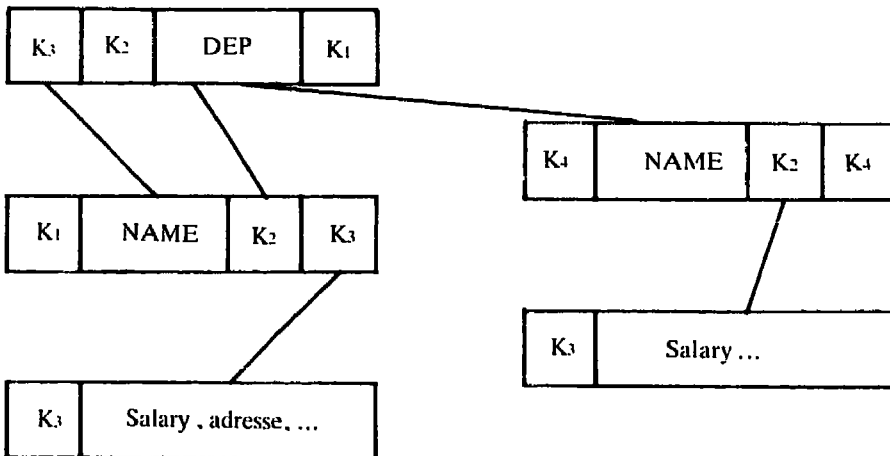 K₃ K₂ DEP K₁
K₄ NAME K₂ K₄
K₁ NAME K₂ K₃
K₃ Salary ...
K₃ Salary , adresse, ...